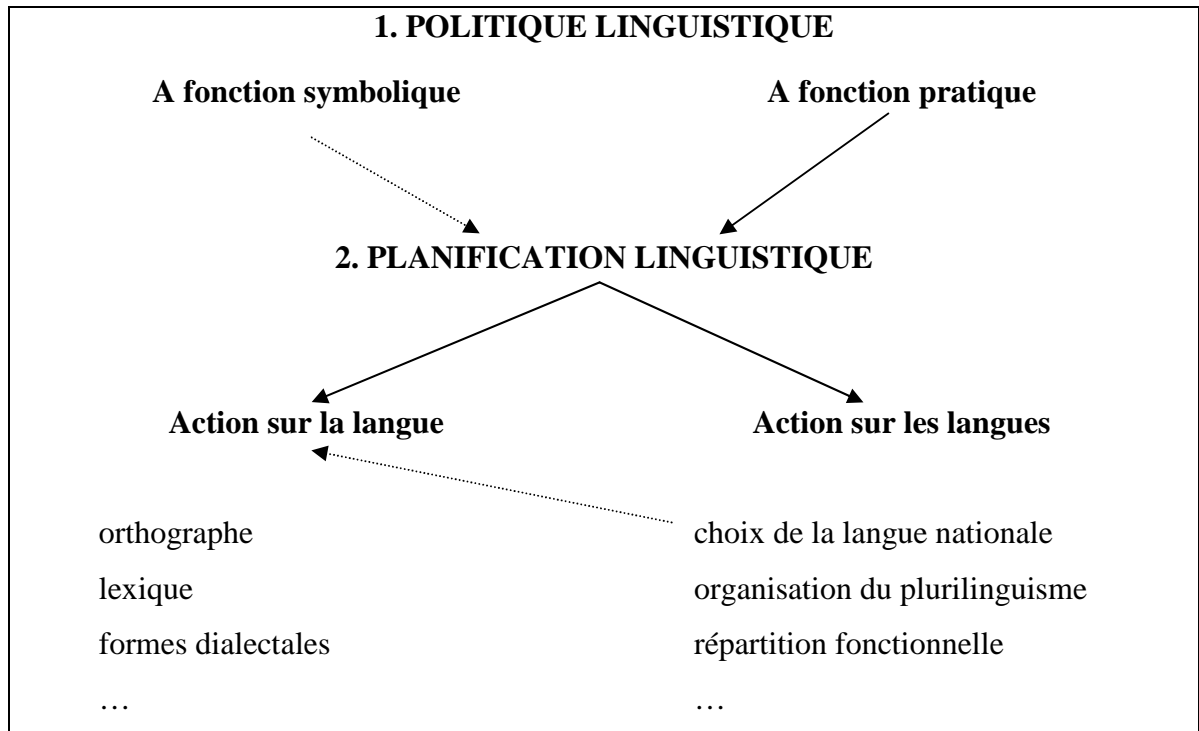 1. POLITIQUE LINGUISTIQUE
A fonction symbolique
A fonction pratique
2. PLANIFICATION LINGUISTIQUE
Action sur la langue
Action sur les langues
orthographe
choix de la langue nationale
lexique
organisation du plurilinguisme
formes dialectales
répartition fonctionnelle
…
…